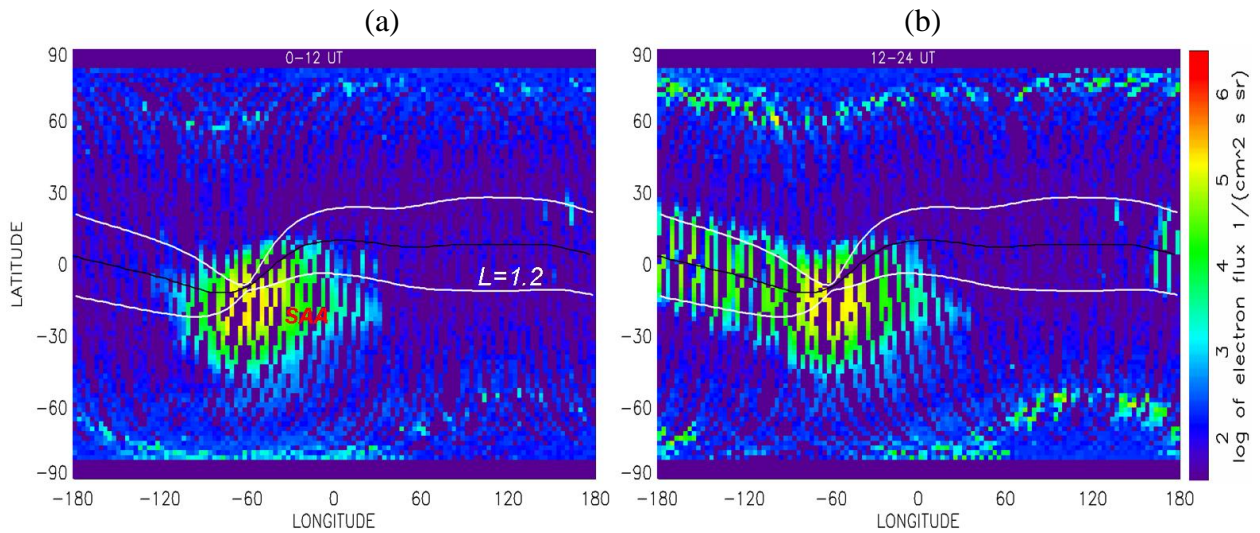 (a) (b)
0-12 UT 12-24 UT
90 90
60 60
30 30
0 0
-30 -30
-60 -60
-90 -90
LATITUDE
L=1.2
SAA
6
5
4
3
2
log of electron flux 1/(cm^2 s sr)
-180 -120 -60 0 60 120 180 -180 -120 -60 0 60 120 180
LONGITUDE LONGITUDE